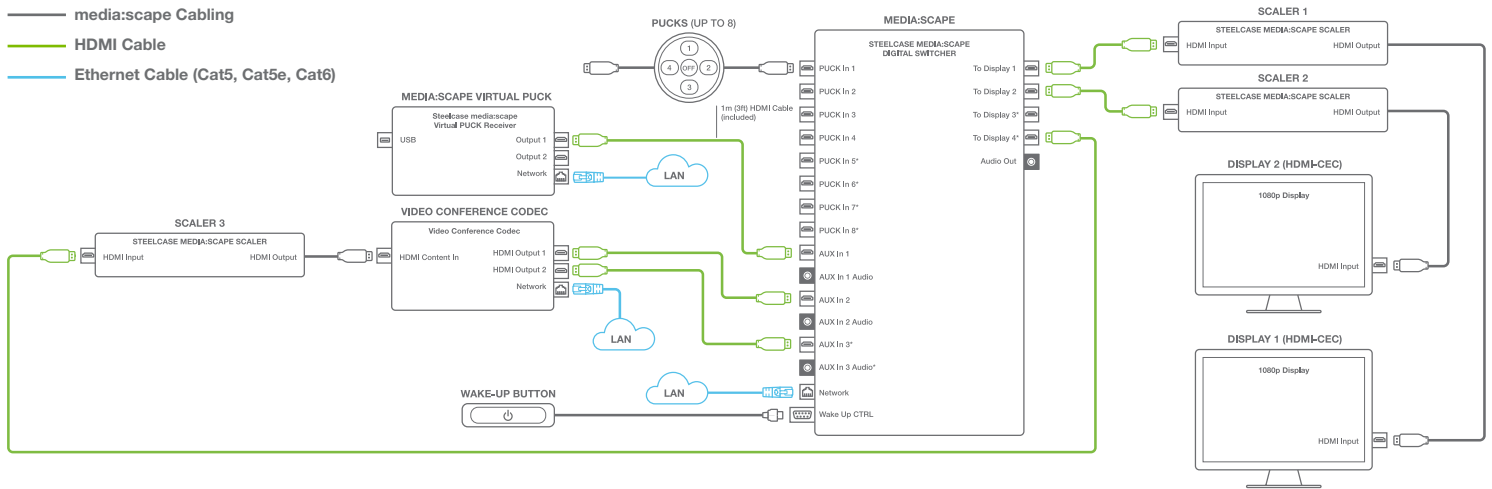 media:scape Cabling
HDMI Cable
Ethernet Cable (Cat5, Cat5e, Cat6)
PUCKS (UP TO 8)
1
4
OFF
2
3
1m (3ft) HDMI Cable
(included)
MEDIA:SCAPE VIRTUAL PUCK
Steelcase media:scape
Virtual PUCK Receiver
USB
Output 1
Output 2
Network
LAN
SCALER 3
STEELCASE MEDIA:SCAPE SCALER
HDMI Input
HDMI Output
VIDEO CONFERENCE CODEC
Video Conference Codec
HDMI Content In
HDMI Output 1
HDMI Output 2
Network
LAN
LAN
WAKE-UP BUTTON
MEDIA:SCAPE
STEELCASE MEDIA:SCAPE
DIGITAL SWITCHER
PUCK In 1
PUCK In 2
PUCK In 3
PUCK In 4
PUCK In 5*
PUCK In 6*
PUCK In 7*
PUCK In 8*
AUX In 1
AUX In 1 Audio
AUX In 2
AUX In 2 Audio
AUX In 3*
AUX In 3 Audio*
Network
Wake Up CTRL
To Display 1
To Display 2
To Display 3*
To Display 4*
Audio Out
SCALER 1
STEELCASE MEDIA:SCAPE SCALER
HDMI Input
HDMI Output
SCALER 2
STEELCASE MEDIA:SCAPE SCALER
HDMI Input
HDMI Output
DISPLAY 2 (HDMI-CEC)
1080p Display
HDMI Input
DISPLAY 1 (HDMI-CEC)
1080p Display
HDMI Input